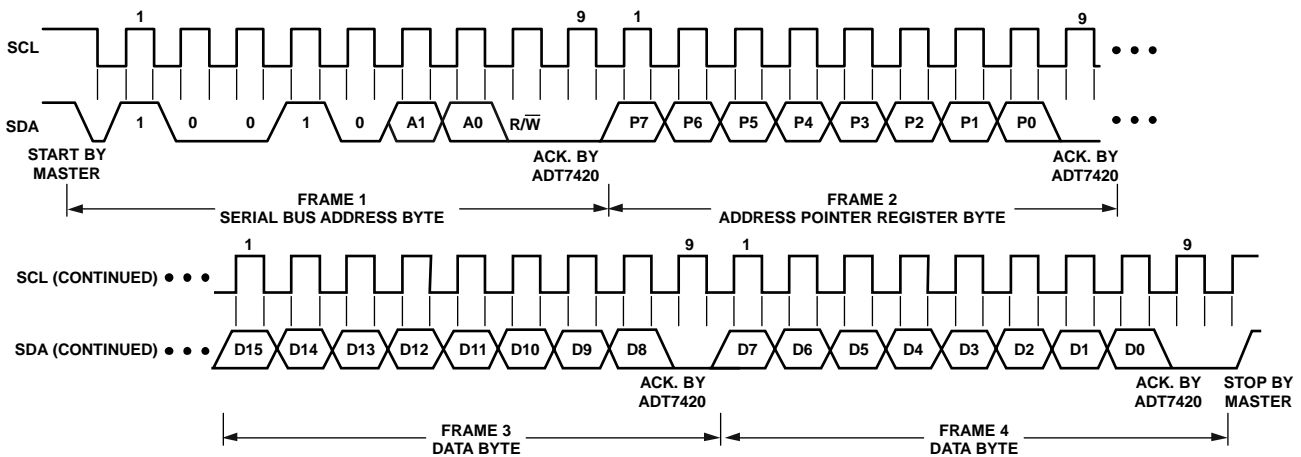 1 9 1 9
SCL • • •
SDA 1 0 0 1 0 A1 A0 R/W̅ P7 P6 P5 P4 P3 P2 P1 P0 • • •
START BY MASTER
ACK. BY ADT7420
ACK. BY ADT7420
FRAME 1
SERIAL BUS ADDRESS BYTE
FRAME 2
ADDRESS POINTER REGISTER BYTE
1 9 1 9
SCL (CONTINUED) • • •
SDA (CONTINUED) • • • D15 D14 D13 D12 D11 D10 D9 D8 D7 D6 D5 D4 D3 D2 D1 D0
ACK. BY ADT7420
ACK. BY ADT7420
STOP BY MASTER
FRAME 3
DATA BYTE
FRAME 4
DATA BYTE